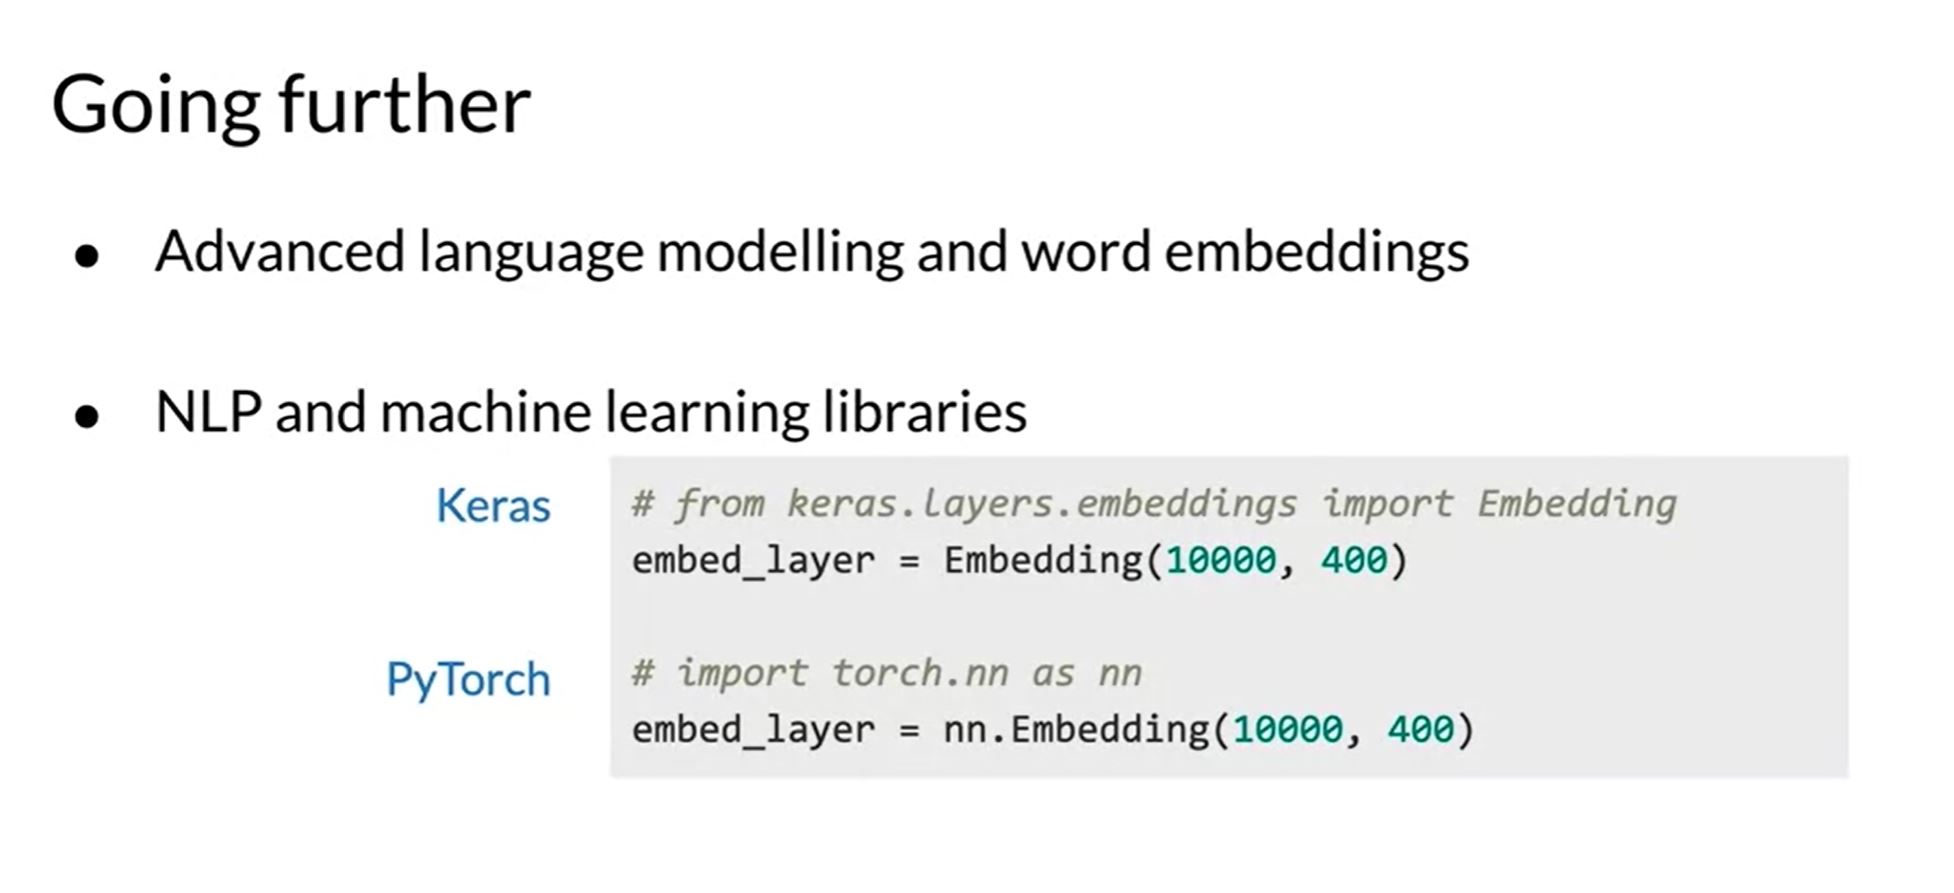 Going further
● Advanced language modelling and word embeddings
● NLP and machine learning libraries
Keras # from keras.layers.embeddings import Embedding
embed_layer = Embedding(10000, 400)
PyTorch # import torch.nn as nn
embed_layer = nn.Embedding(10000, 400)